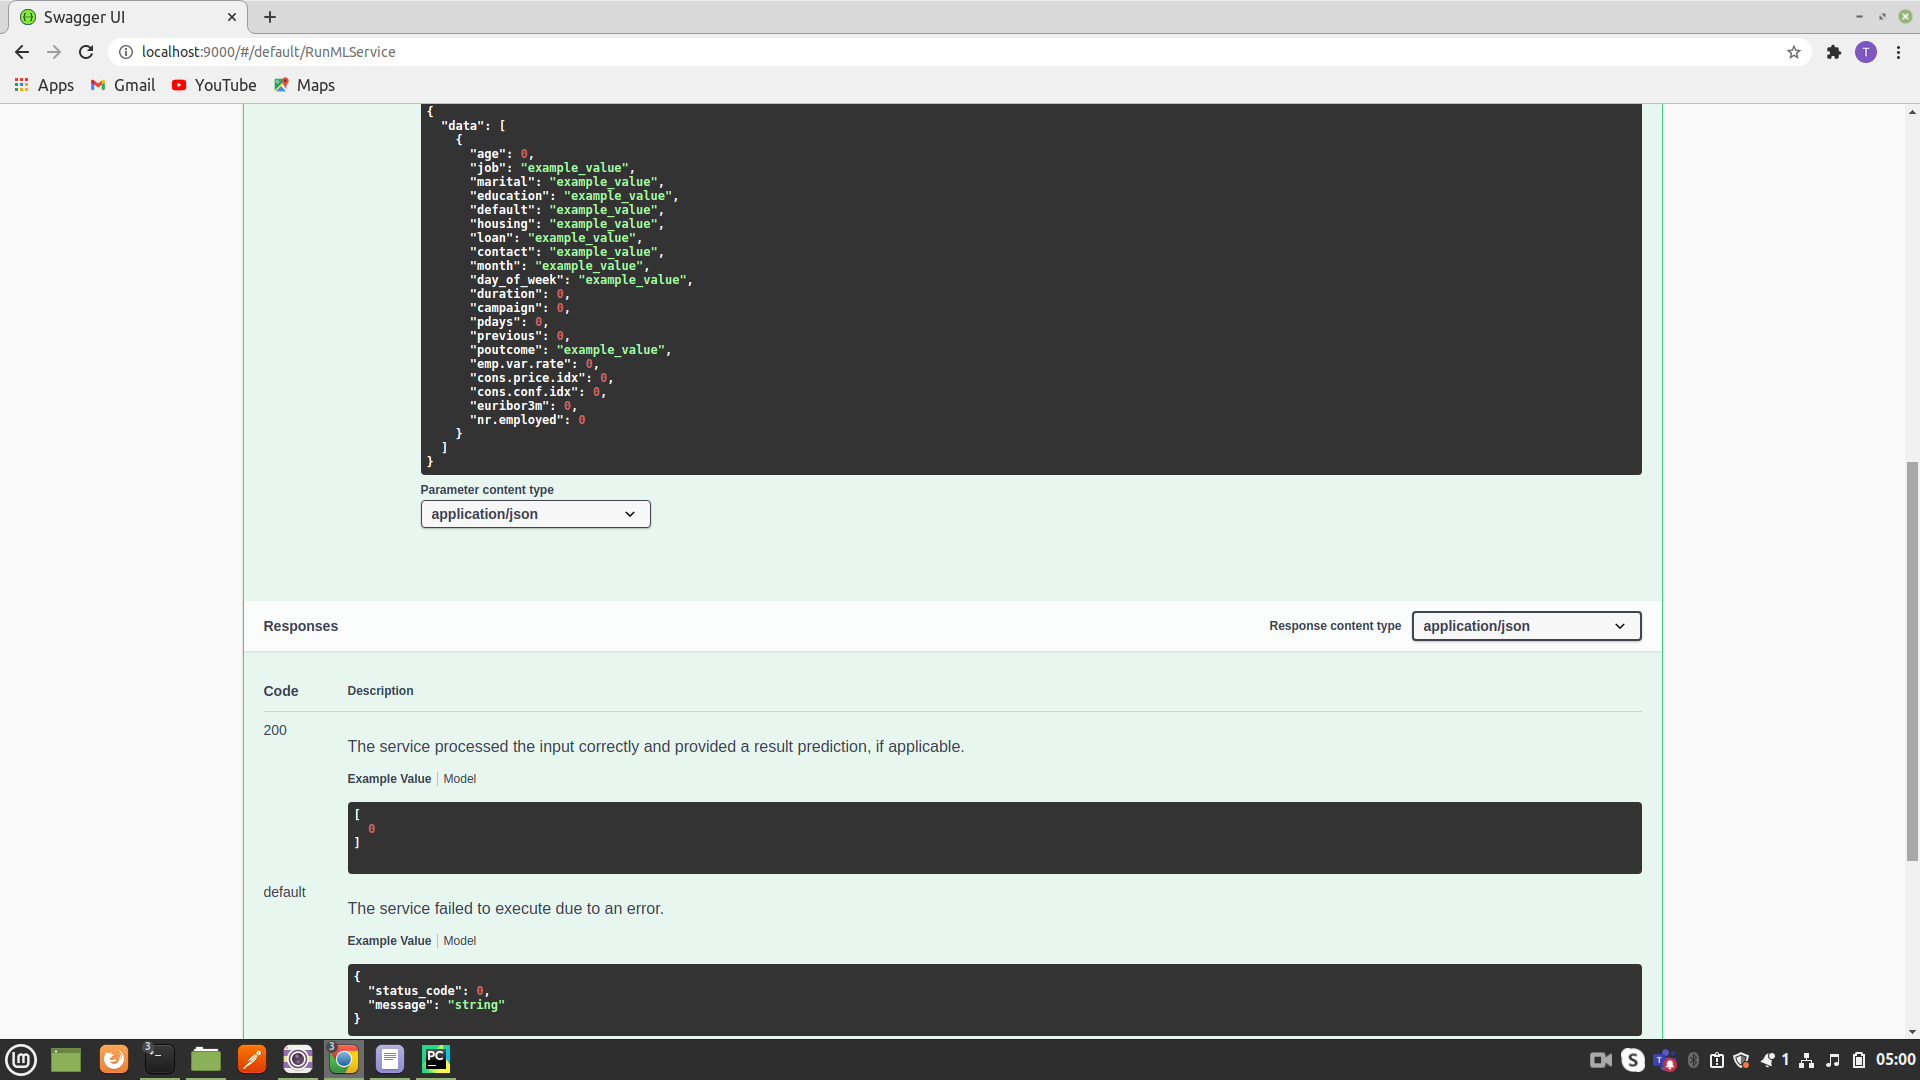 Swagger UI
localhost:9000/#/default/RunMLService
T
Apps
Gmail
YouTube
Maps
{
  "data": [
    {
      "age": 0,
      "job": "example_value",
      "marital": "example_value",
      "education": "example_value",
      "default": "example_value",
      "housing": "example_value",
      "loan": "example_value",
      "contact": "example_value",
      "month": "example_value",
      "day_of_week": "example_value",
      "duration": 0,
      "campaign": 0,
      "pdays": 0,
      "previous": 0,
      "poutcome": "example_value",
      "emp.var.rate": 0,
      "cons.price.idx": 0,
      "cons.conf.idx": 0,
      "euribor3m": 0,
      "nr.employed": 0
    }
  ]
}
Parameter content type
application/json
Responses
Response content type
application/json
Code Description
200
The service processed the input correctly and provided a result prediction, if applicable.
Example Value | Model
[
  0
]
default
The service failed to execute due to an error.
Example Value | Model
{
  "status_code": 0,
  "message": "string"
}
3
3
PC
S
1
05:00